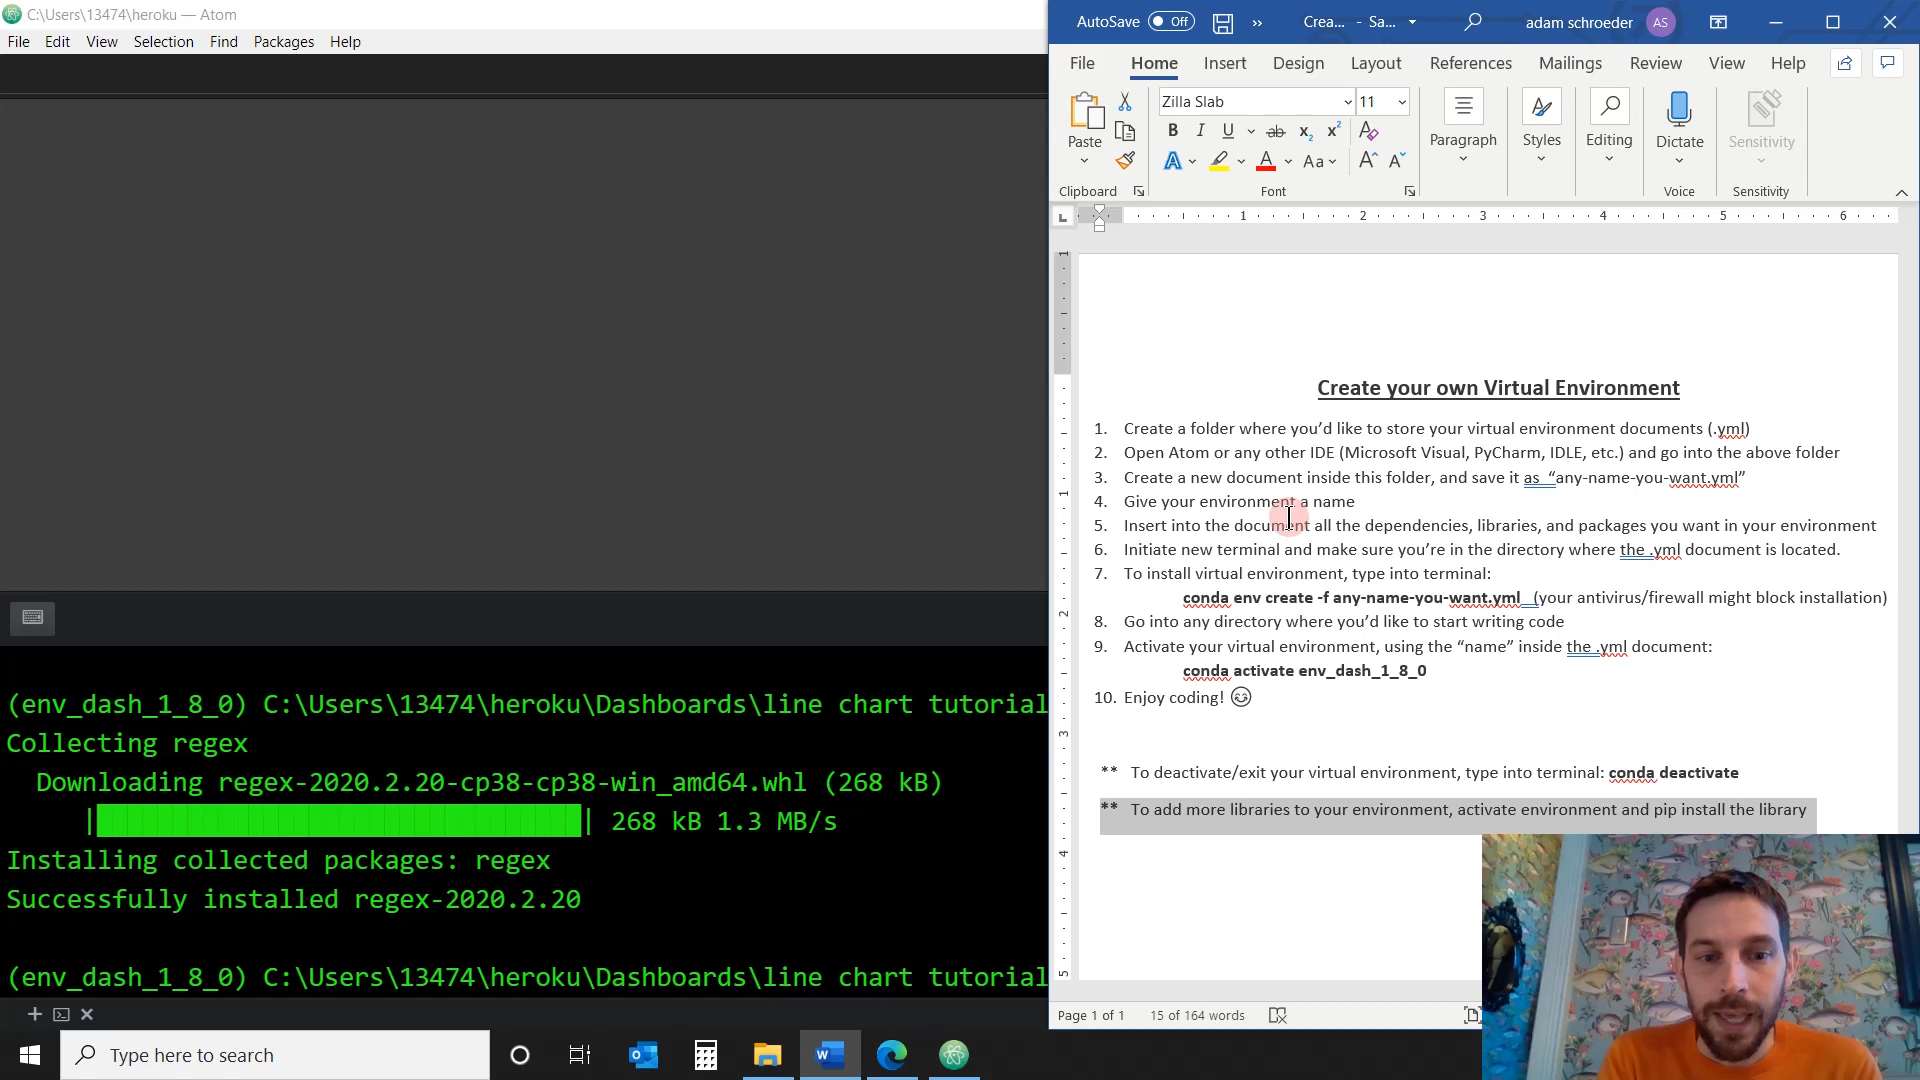 C:\Users\13474\heroku — Atom
File Edit View Selection Find Packages Help
(env_dash_1_8_0) C:\Users\13474\heroku\Dashboards\line chart tutorial
Collecting regex
Downloading regex-2020.2.20-cp38-cp38-win_amd64.whl (268 kB)
| 268 kB 1.3 MB/s
Installing collected packages: regex
Successfully installed regex-2020.2.20
(env_dash_1_8_0) C:\Users\13474\heroku\Dashboards\line chart tutorial
AutoSave Off » Crea... - Sa... adam schroeder AS
File Home Insert Design Layout References Mailings Review View Help
Zilla Slab 11
Paste B I U ab x₂ x² Paragraph Styles Editing Dictate Sensitivity
A A Aa A A
Clipboard Font Voice Sensitivity
1 2 3 4 5 6
Create your own Virtual Environment
1. Create a folder where you’d like to store your virtual environment documents (.yml)
2. Open Atom or any other IDE (Microsoft Visual, PyCharm, IDLE, etc.) and go into the above folder
3. Create a new document inside this folder, and save it as “any-name-you-want.yml”
4. Give your environment a name
5. Insert into the document all the dependencies, libraries, and packages you want in your environment
6. Initiate new terminal and make sure you’re in the directory where the .yml document is located.
7. To install virtual environment, type into terminal:
conda env create -f any-name-you-want.yml (your antivirus/firewall might block installation)
8. Go into any directory where you’d like to start writing code
9. Activate your virtual environment, using the “name” inside the .yml document:
conda activate env_dash_1_8_0
10. Enjoy coding! 😊
** To deactivate/exit your virtual environment, type into terminal: conda deactivate
** To add more libraries to your environment, activate environment and pip install the library
Page 1 of 1 15 of 164 words
Type here to search